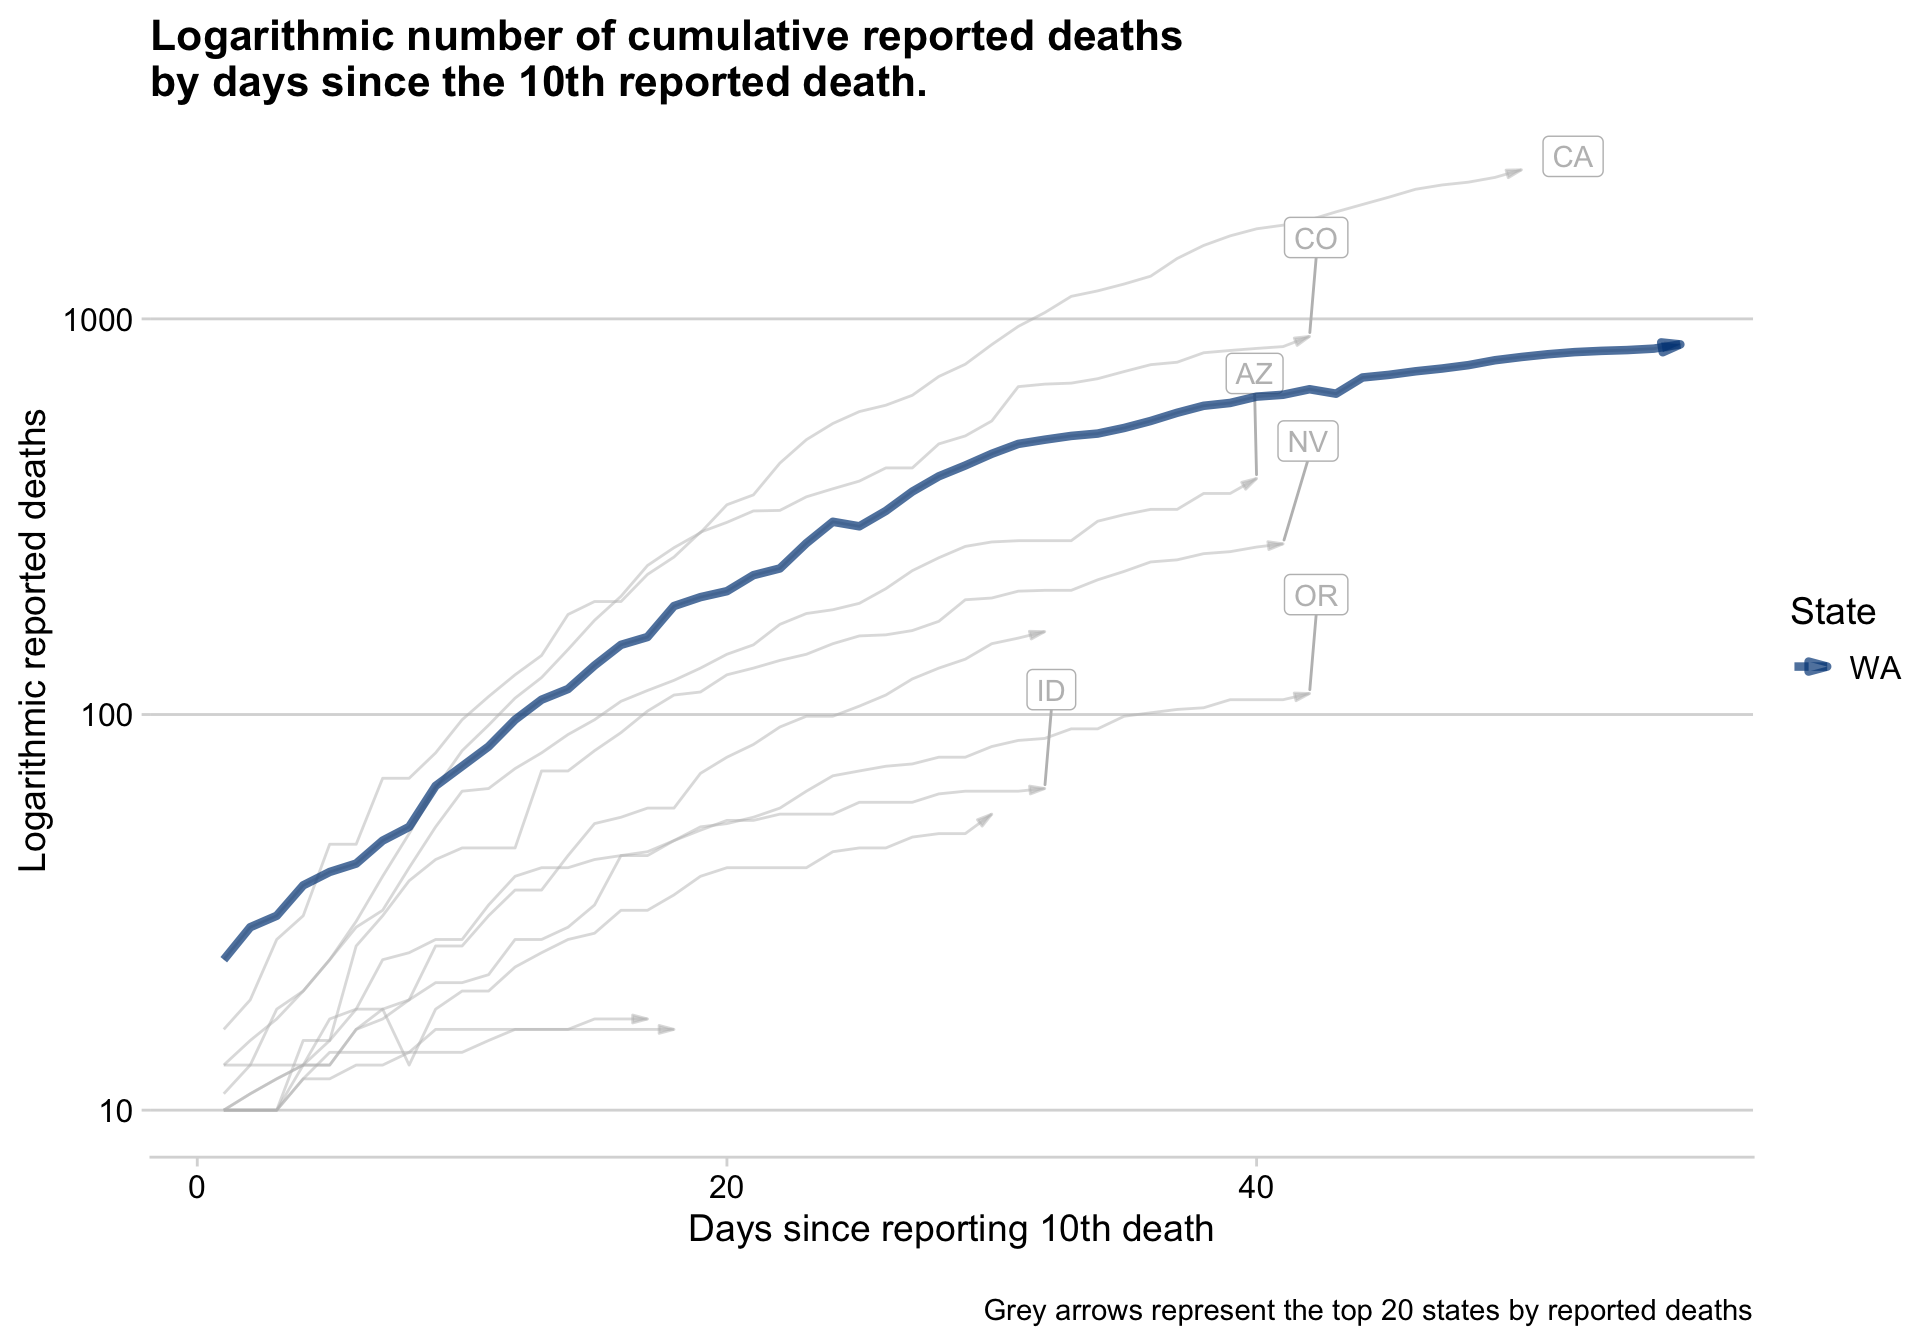 Logarithmic number of cumulative reported deaths
by days since the 10th reported death.
CA
CO
1000
AZ
NV
OR
ID
100
10
Logarithmic reported deaths
State
WA
0 20 40
Days since reporting 10th death
Grey arrows represent the top 20 states by reported deaths